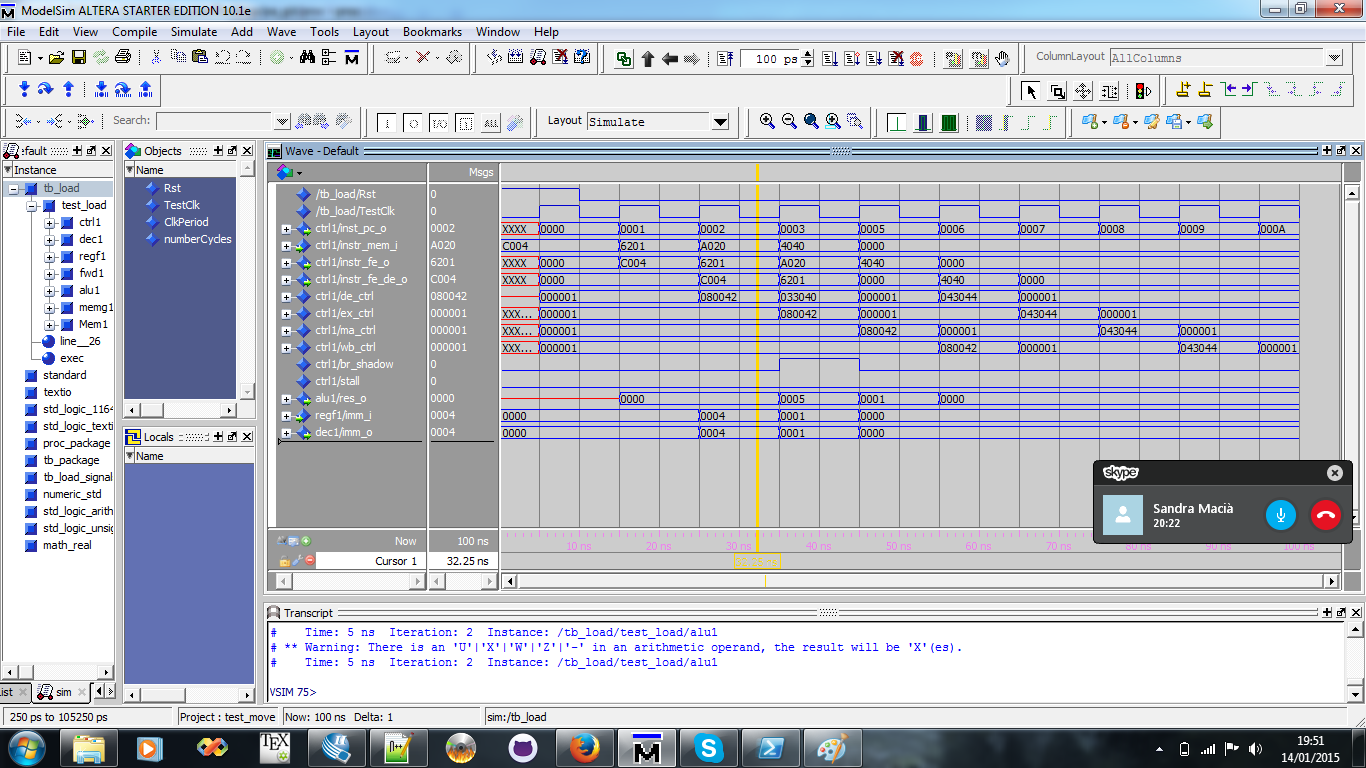 ModelSim ALTERA STARTER EDITION 10.1e
File Edit View Compile Simulate Add Wave Tools Layout Bookmarks Window Help
100 ps
ColumnLayout AllColumns
Search:
Layout Simulate
Objects
Wave - Default
Instance
Name
Msgs
tb_load
test_load
ctrl1
dec1
regf1
fwd1
alu1
memg1
Mem1
line__26
exec
standard
textio
std_logic_1164
std_logic_texti
proc_package
tb_package
tb_load_signal
numeric_std
std_logic_arith
std_logic_unsig
math_real
Rst
TestClk
ClkPeriod
numberCycles
Locals
Name
/tb_load/Rst 0
/tb_load/TestClk 0
ctrl1/inst_pc_o 0002 XXXX 0000 0001 0002 0003 0005 0006 0007 0008 0009 000A
ctrl1/instr_mem_i A020 C004 6201 A020 4040 0000
ctrl1/instr_fe_o 6201 XXXX 0000 C004 6201 A020 4040 0000
ctrl1/instr_fe_de_o C004 XXXX 0000 C004 6201 0000 4040 0000
ctrl1/de_ctrl 080042 000001 080042 033040 000001 043044 000001
ctrl1/ex_ctrl 000001 XXX... 000001 080042 000001 043044 000001
ctrl1/ma_ctrl 000001 XXX... 000001 080042 000001 043044 000001
ctrl1/wb_ctrl 000001 XXX... 000001 080042 000001 043044 000001
ctrl1/br_shadow 0
ctrl1/stall 0
alu1/res_o 0000 0000 0005 0001 0000
regf1/imm_i 0004 0000 0004 0001 0000
dec1/imm_o 0004 0000 0004 0001 0000
Now 100 ns 10 ns 20 ns 30 ns 40 ns 50 ns 60 ns 70 ns 80 ns 90 ns 100 ns
Cursor 1 32.25 ns
skype
Sandra Macià
20:22
sim
Transcript
# Time: 5 ns Iteration: 2 Instance: /tb_load/test_load/alu1
# ** Warning: There is an 'U'|'X'|'W'|'Z'|'-' in an arithmetic operand, the result will be 'X'(es).
# Time: 5 ns Iteration: 2 Instance: /tb_load/test_load/alu1
VSIM 75>
250 ps to 105250 ps Project : test_move Now: 100 ns Delta: 1 sim:/tb_load
19:51
14/01/2015